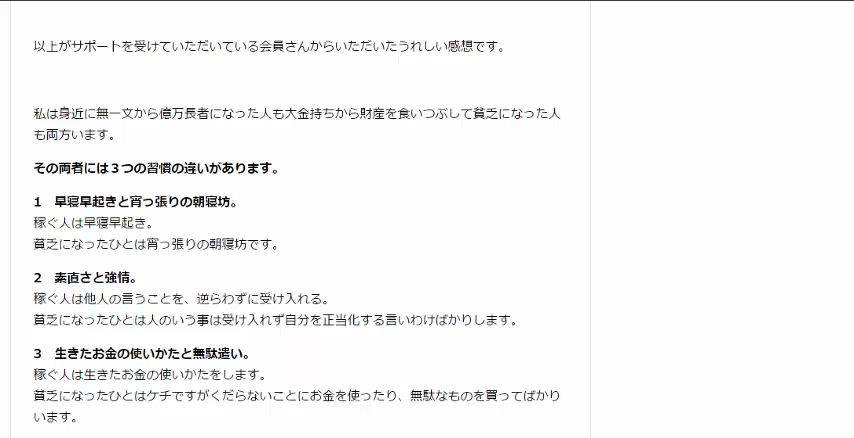 以上がサポートを受けていただいている会員さんからいただいたうれしい感想です。
私は身近に無一文から億万長者になった人も大金持ちから財産を食いつぶして貧乏になった人
も両方います。
その両者には３つの習慣の違いがあります。
1　早寝早起きと宵っ張りの朝寝坊。
稼ぐ人は早寝早起き。
貧乏になったひとは宵っ張りの朝寝坊です。
2　素直さと強情。
稼ぐ人は他人の言うことを、逆らわずに受け入れる。
貧乏になったひとは人のいう事は受け入れず自分を正当化する言いわけばかりします。
3　生きたお金の使いかたと無駄遣い。
稼ぐ人は生きたお金の使いかたをします。
貧乏になったひとはケチですがくだらないことにお金を使ったり、無駄なものを買ってばかり
います。